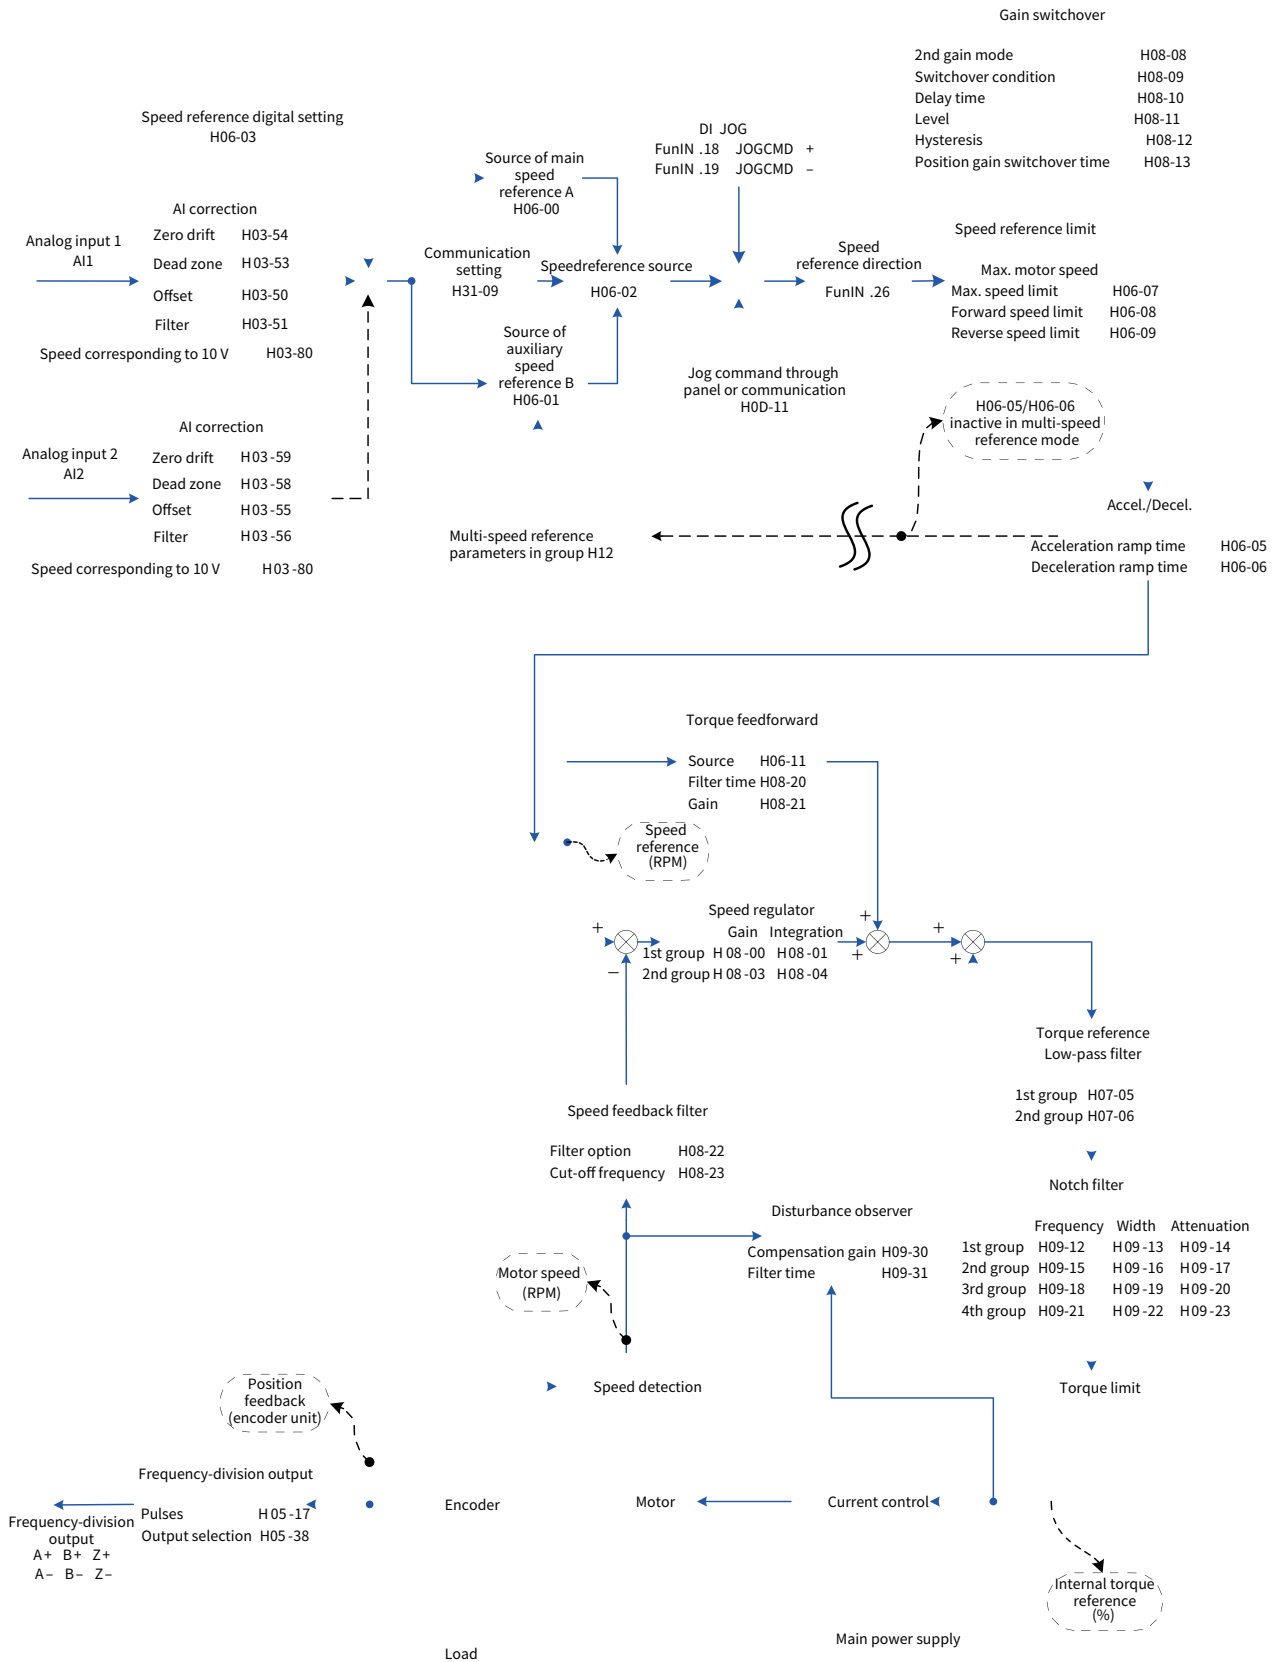 Gain switchover
2nd gain mode H08-08
Switchover condition H08-09
Delay time H08-10
Level H08-11
Hysteresis H08-12
Position gain switchover time H08-13
Speed reference digital setting
H06-03
DI JOG
FunIN .18 JOGCMD +
FunIN .19 JOGCMD –
Source of main
speed
reference A
H06-00
AI correction
Zero drift H03-54
Dead zone H03-53
Offset H03-50
Filter H03-51
Speed corresponding to 10 V H03-80
Analog input 1
AI1
Communication
setting
H31-09
Speedreference source
H06-02
Speed
reference direction
FunIN .26
Speed reference limit
Max. motor speed
Max. speed limit H06-07
Forward speed limit H06-08
Reverse speed limit H06-09
Source of
auxiliary
speed
reference B
H06-01
Jog command through
panel or communication
H0D-11
H06-05/H06-06
inactive in multi-speed
reference mode
AI correction
Zero drift H03-59
Dead zone H03-58
Offset H03-55
Filter H03-56
Speed corresponding to 10 V H03-80
Analog input 2
AI2
Multi-speed reference
parameters in group H12
Accel./Decel.
Acceleration ramp time H06-05
Deceleration ramp time H06-06
Torque feedforward
Source H06-11
Filter time H08-20
Gain H08-21
Speed
reference
(RPM)
Speed regulator
Gain Integration
1st group H08-00 H08-01
2nd group H08-03 H08-04
+
–
+
+
+
+
Torque reference
Low-pass filter
1st group H07-05
2nd group H07-06
Speed feedback filter
Filter option H08-22
Cut-off frequency H08-23
Notch filter
Frequency Width Attenuation
1st group H09-12 H09-13 H09-14
2nd group H09-15 H09-16 H09-17
3rd group H09-18 H09-19 H09-20
4th group H09-21 H09-22 H09-23
Disturbance observer
Compensation gain H09-30
Filter time H09-31
Motor speed
(RPM)
Speed detection
Torque limit
Position
feedback
(encoder unit)
Frequency-division output
Pulses H05-17
Output selection H05-38
Frequency-division
output
A+ B+ Z+
A– B– Z–
Encoder
Motor
Current control
Internal torque
reference
(%)
Main power supply
Load